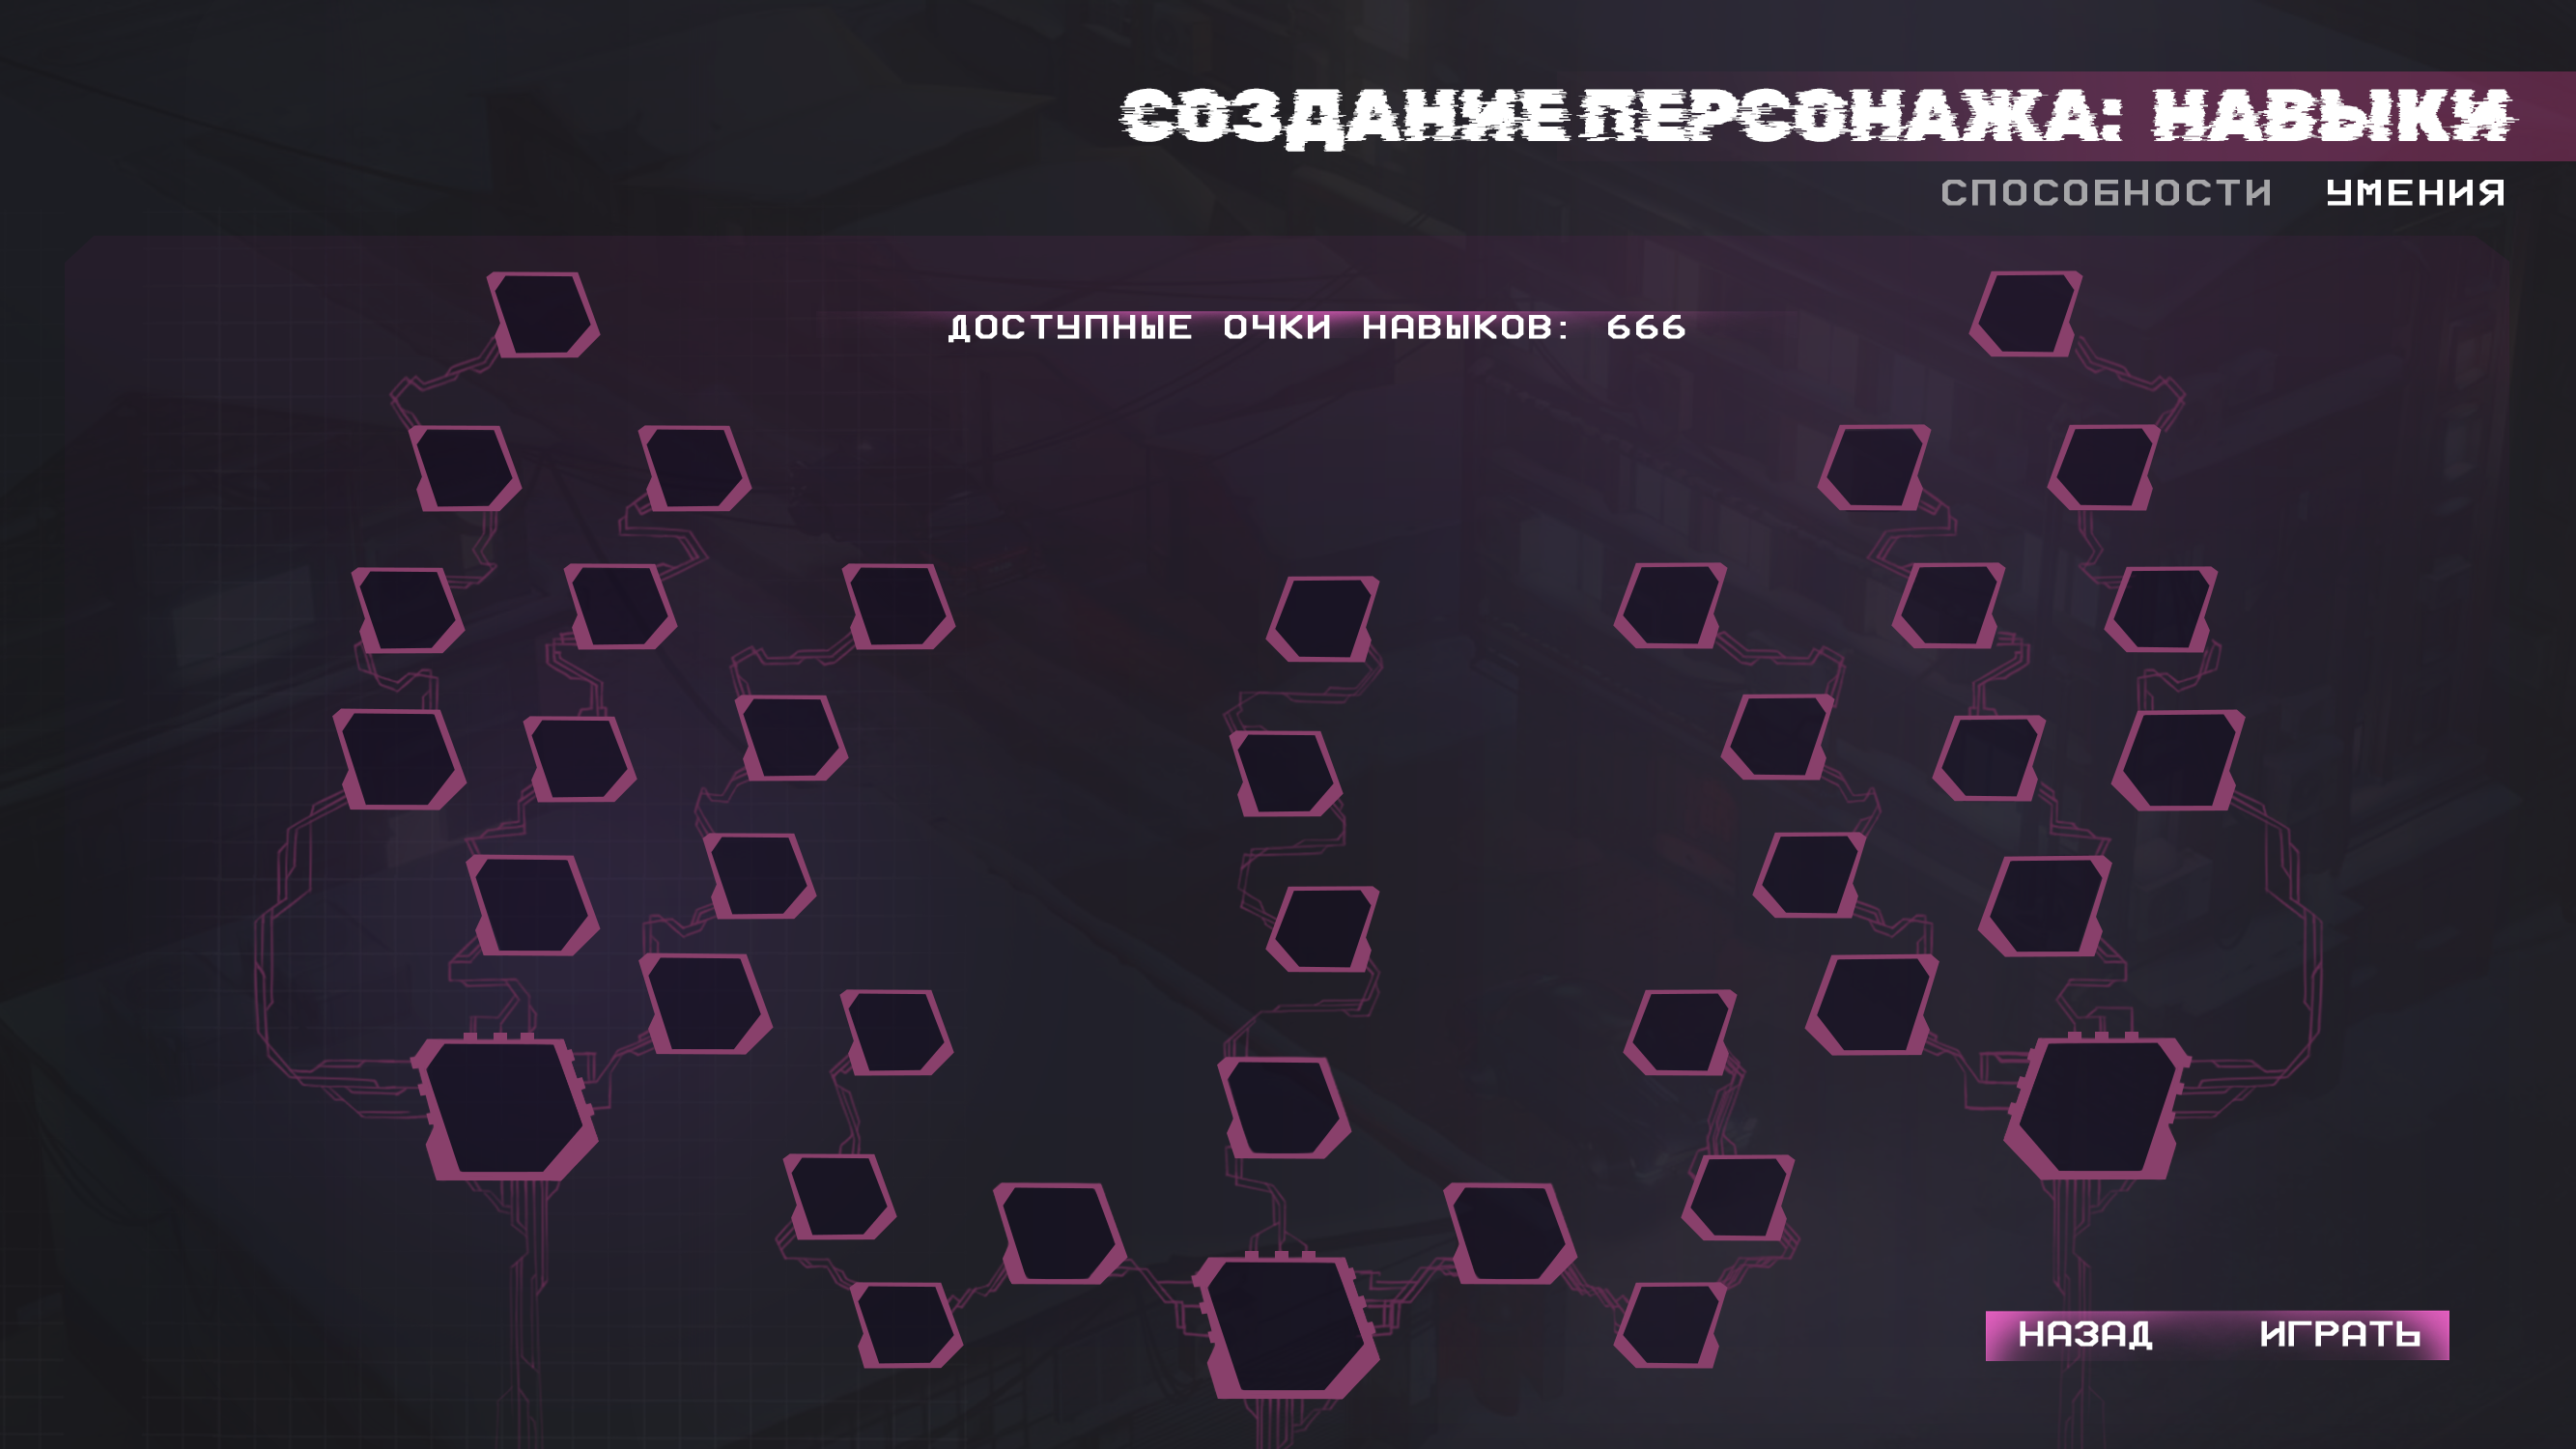 СОЗДАНИЕ ПЕРСОНАЖА: НАВЫКИ
СПОСОБНОСТИ УМЕНИЯ
ДОСТУПНЫЕ ОЧКИ НАВЫКОВ: 666
НАЗАД ИГРАТЬ